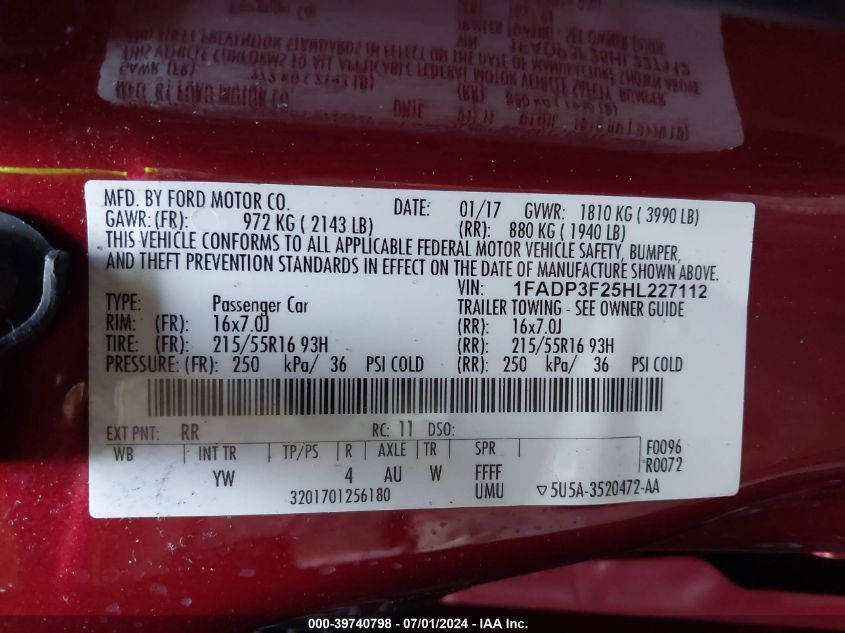 MFD. BY FORD MOTOR CO. DATE: 01/17 GVWR: 1810 KG ( 3990 LB)
GAWR: (FR): 972 KG ( 2143 LB) (RR): 880 KG ( 1940 LB)
THIS VEHICLE CONFORMS TO ALL APPLICABLE FEDERAL MOTOR VEHICLE SAFETY, BUMPER,
AND THEFT PREVENTION STANDARDS IN EFFECT ON THE DATE OF MANUFACTURE SHOWN ABOVE.
VIN: 1FADP3F25HL227112
TYPE: Passenger Car TRAILER TOWING - SEE OWNER GUIDE
RIM: (FR): 16x7.0J (RR): 16x7.0J
TIRE: (FR): 215/55R16 93H (RR): 215/55R16 93H
PRESSURE: (FR): 250 kPa/ 36 PSI COLD (RR): 250 kPa/ 36 PSI COLD
EXT PNT: RR RC: 11 DSO:
WB INT TR TP/PS R AXLE TR SPR F0096
R0072
YW 4 AU W FFFF
3201701256180 UMU ▽5U5A-3520472-AA
000-39740798 - 07/01/2024 - IAA Inc.